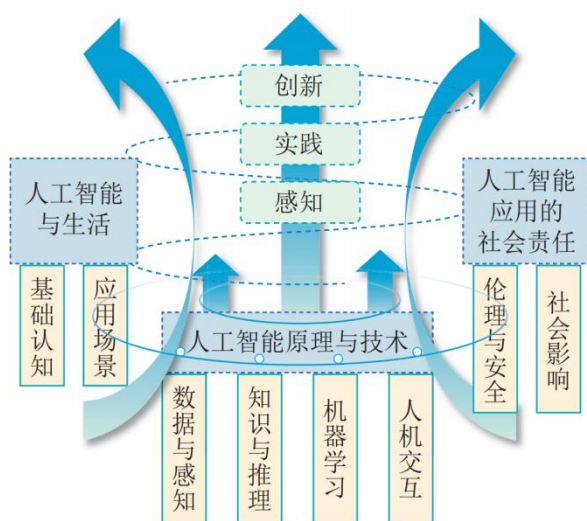 创新
实践
感知
人工智能
与生活
人工智能
应用的
社会责任
基础认知
应用场景
伦理与安全
社会影响
人工智能原理与技术
数据与感知
知识与推理
机器学习
人机交互